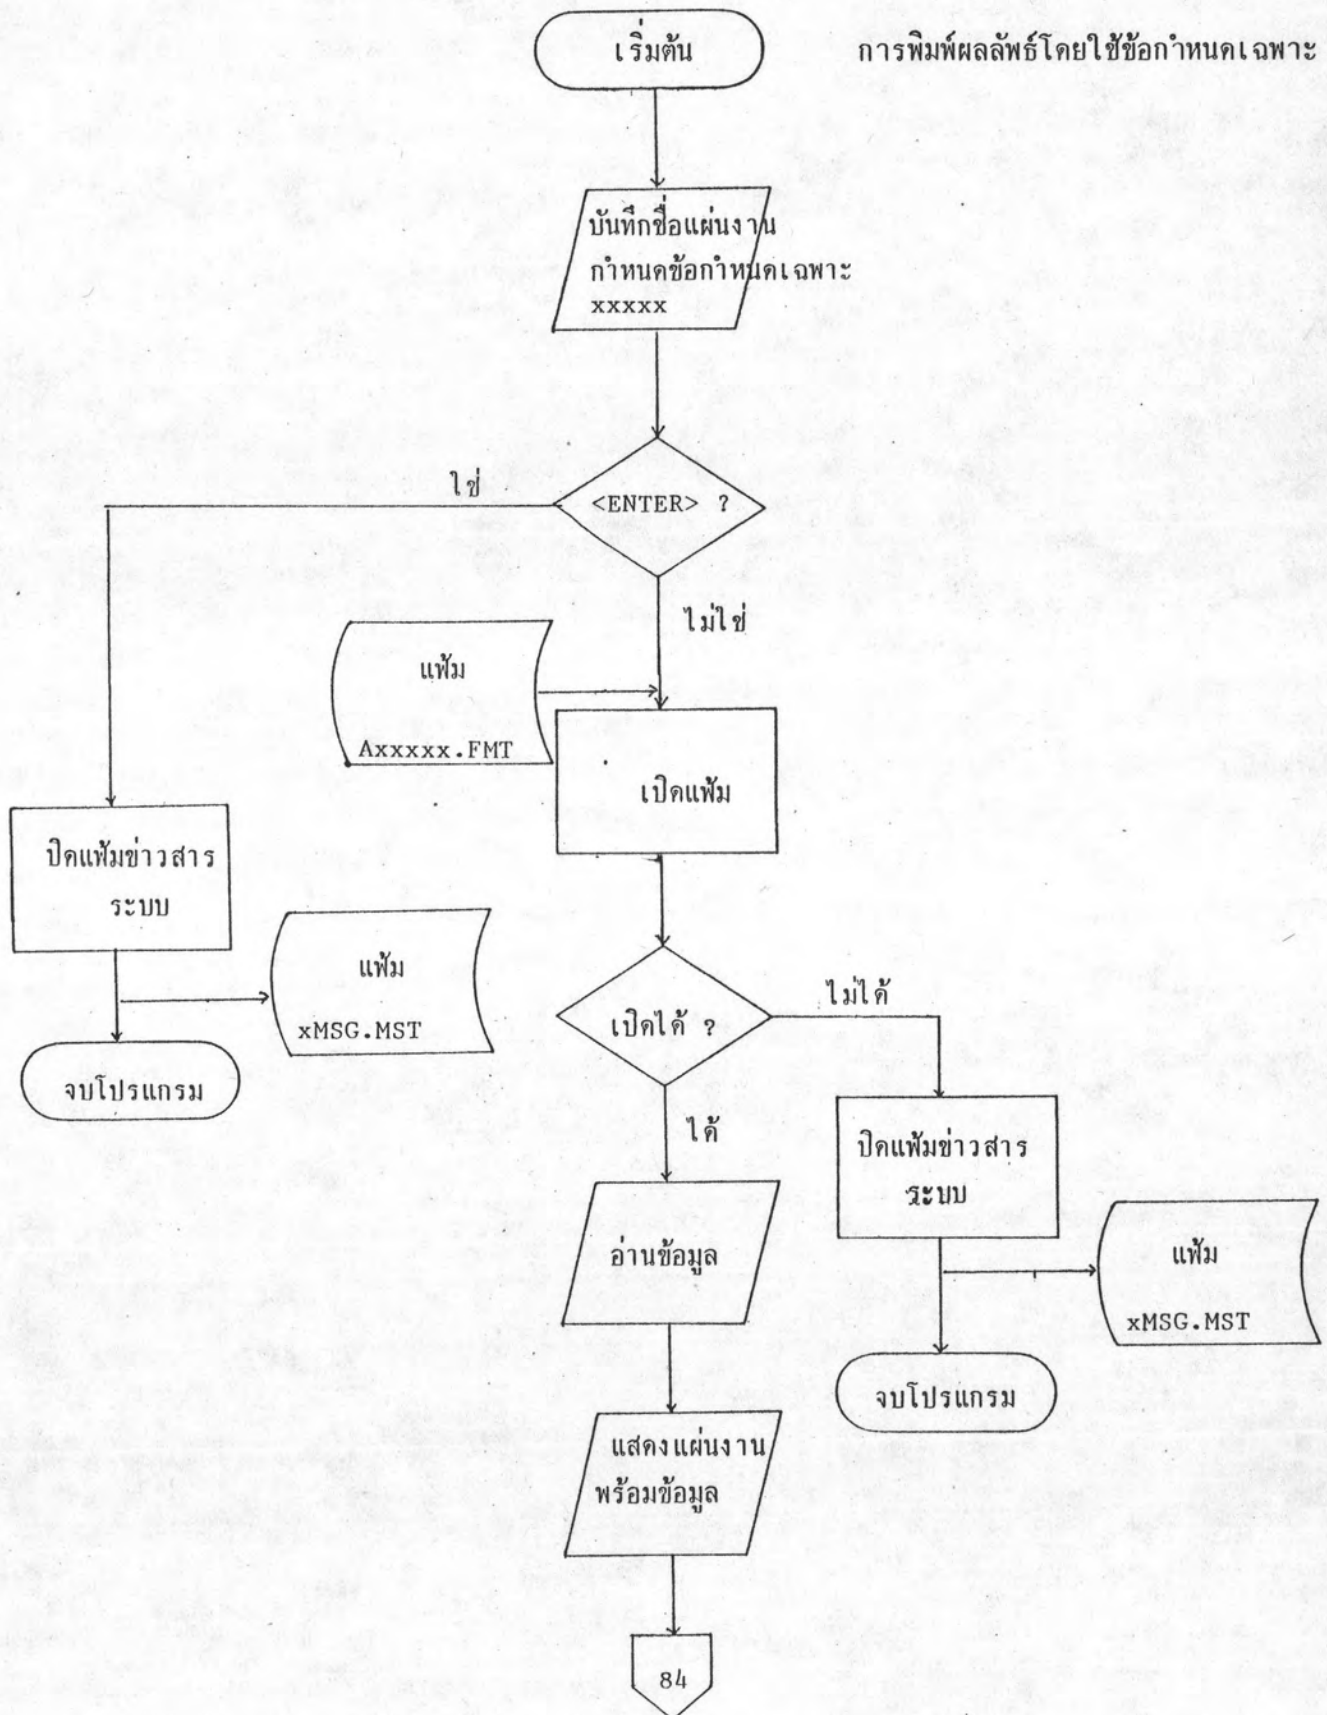 เริ่มต้น
การพิมพ์ผลลัพธ์โดยใช้ข้อกำหนดเฉพาะ
บันทึกชื่อแผ่นงาน
กำหนดข้อกำหนดเฉพาะ
xxxxx
ใช่
<ENTER> ?
ไม่ใช่
แฟ้ม
Axxxxx.FMT
เปิดแฟ้ม
ปิดแฟ้มข่าวสาร
ระบบ
แฟ้ม
xMSG.MST
จบโปรแกรม
เปิดได้ ?
ไม่ได้
ได้
ปิดแฟ้มข่าวสาร
ระบบ
อ่านข้อมูล
แฟ้ม
xMSG.MST
จบโปรแกรม
แสดงแผ่นงาน
พร้อมข้อมูล
84